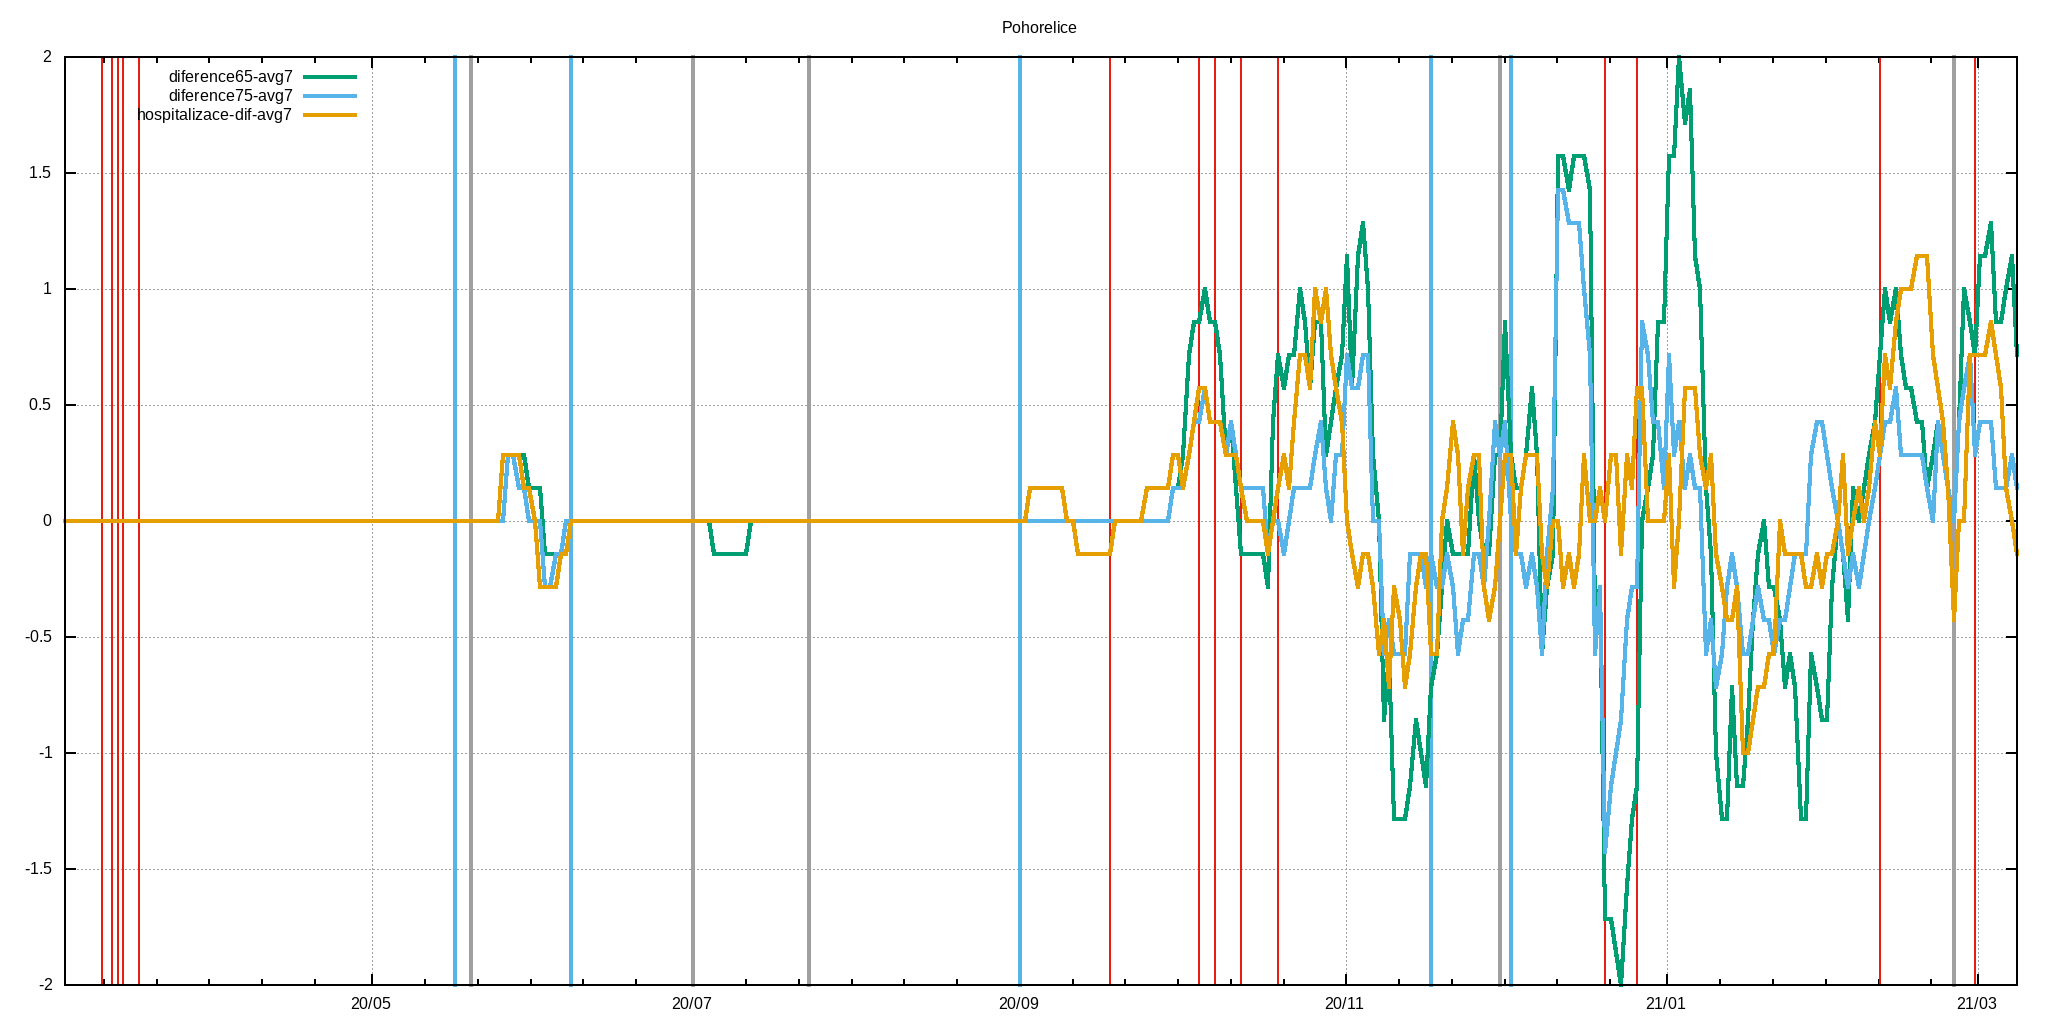 Pohorelice
diference65-avg7
diference75-avg7
hospitalizace-dif-avg7
2
1.5
1
0.5
0
-0.5
-1
-1.5
-2
20/05 20/07 20/09 20/11 21/01 21/03